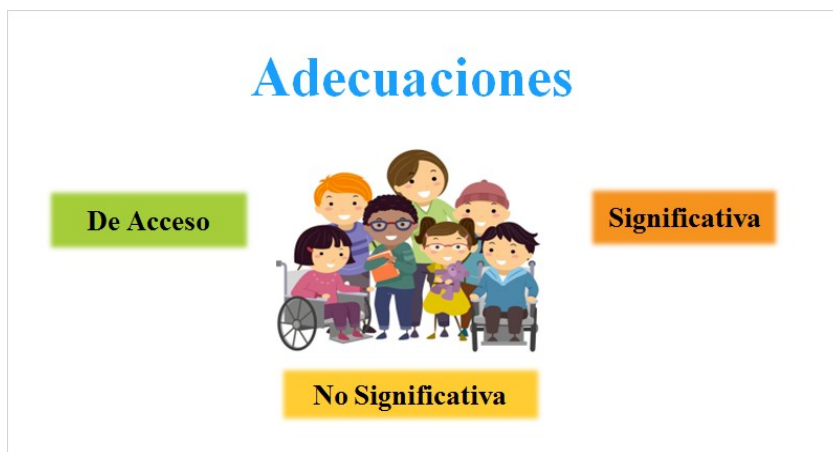 Adecuaciones
De Acceso
Significativa
No Significativa